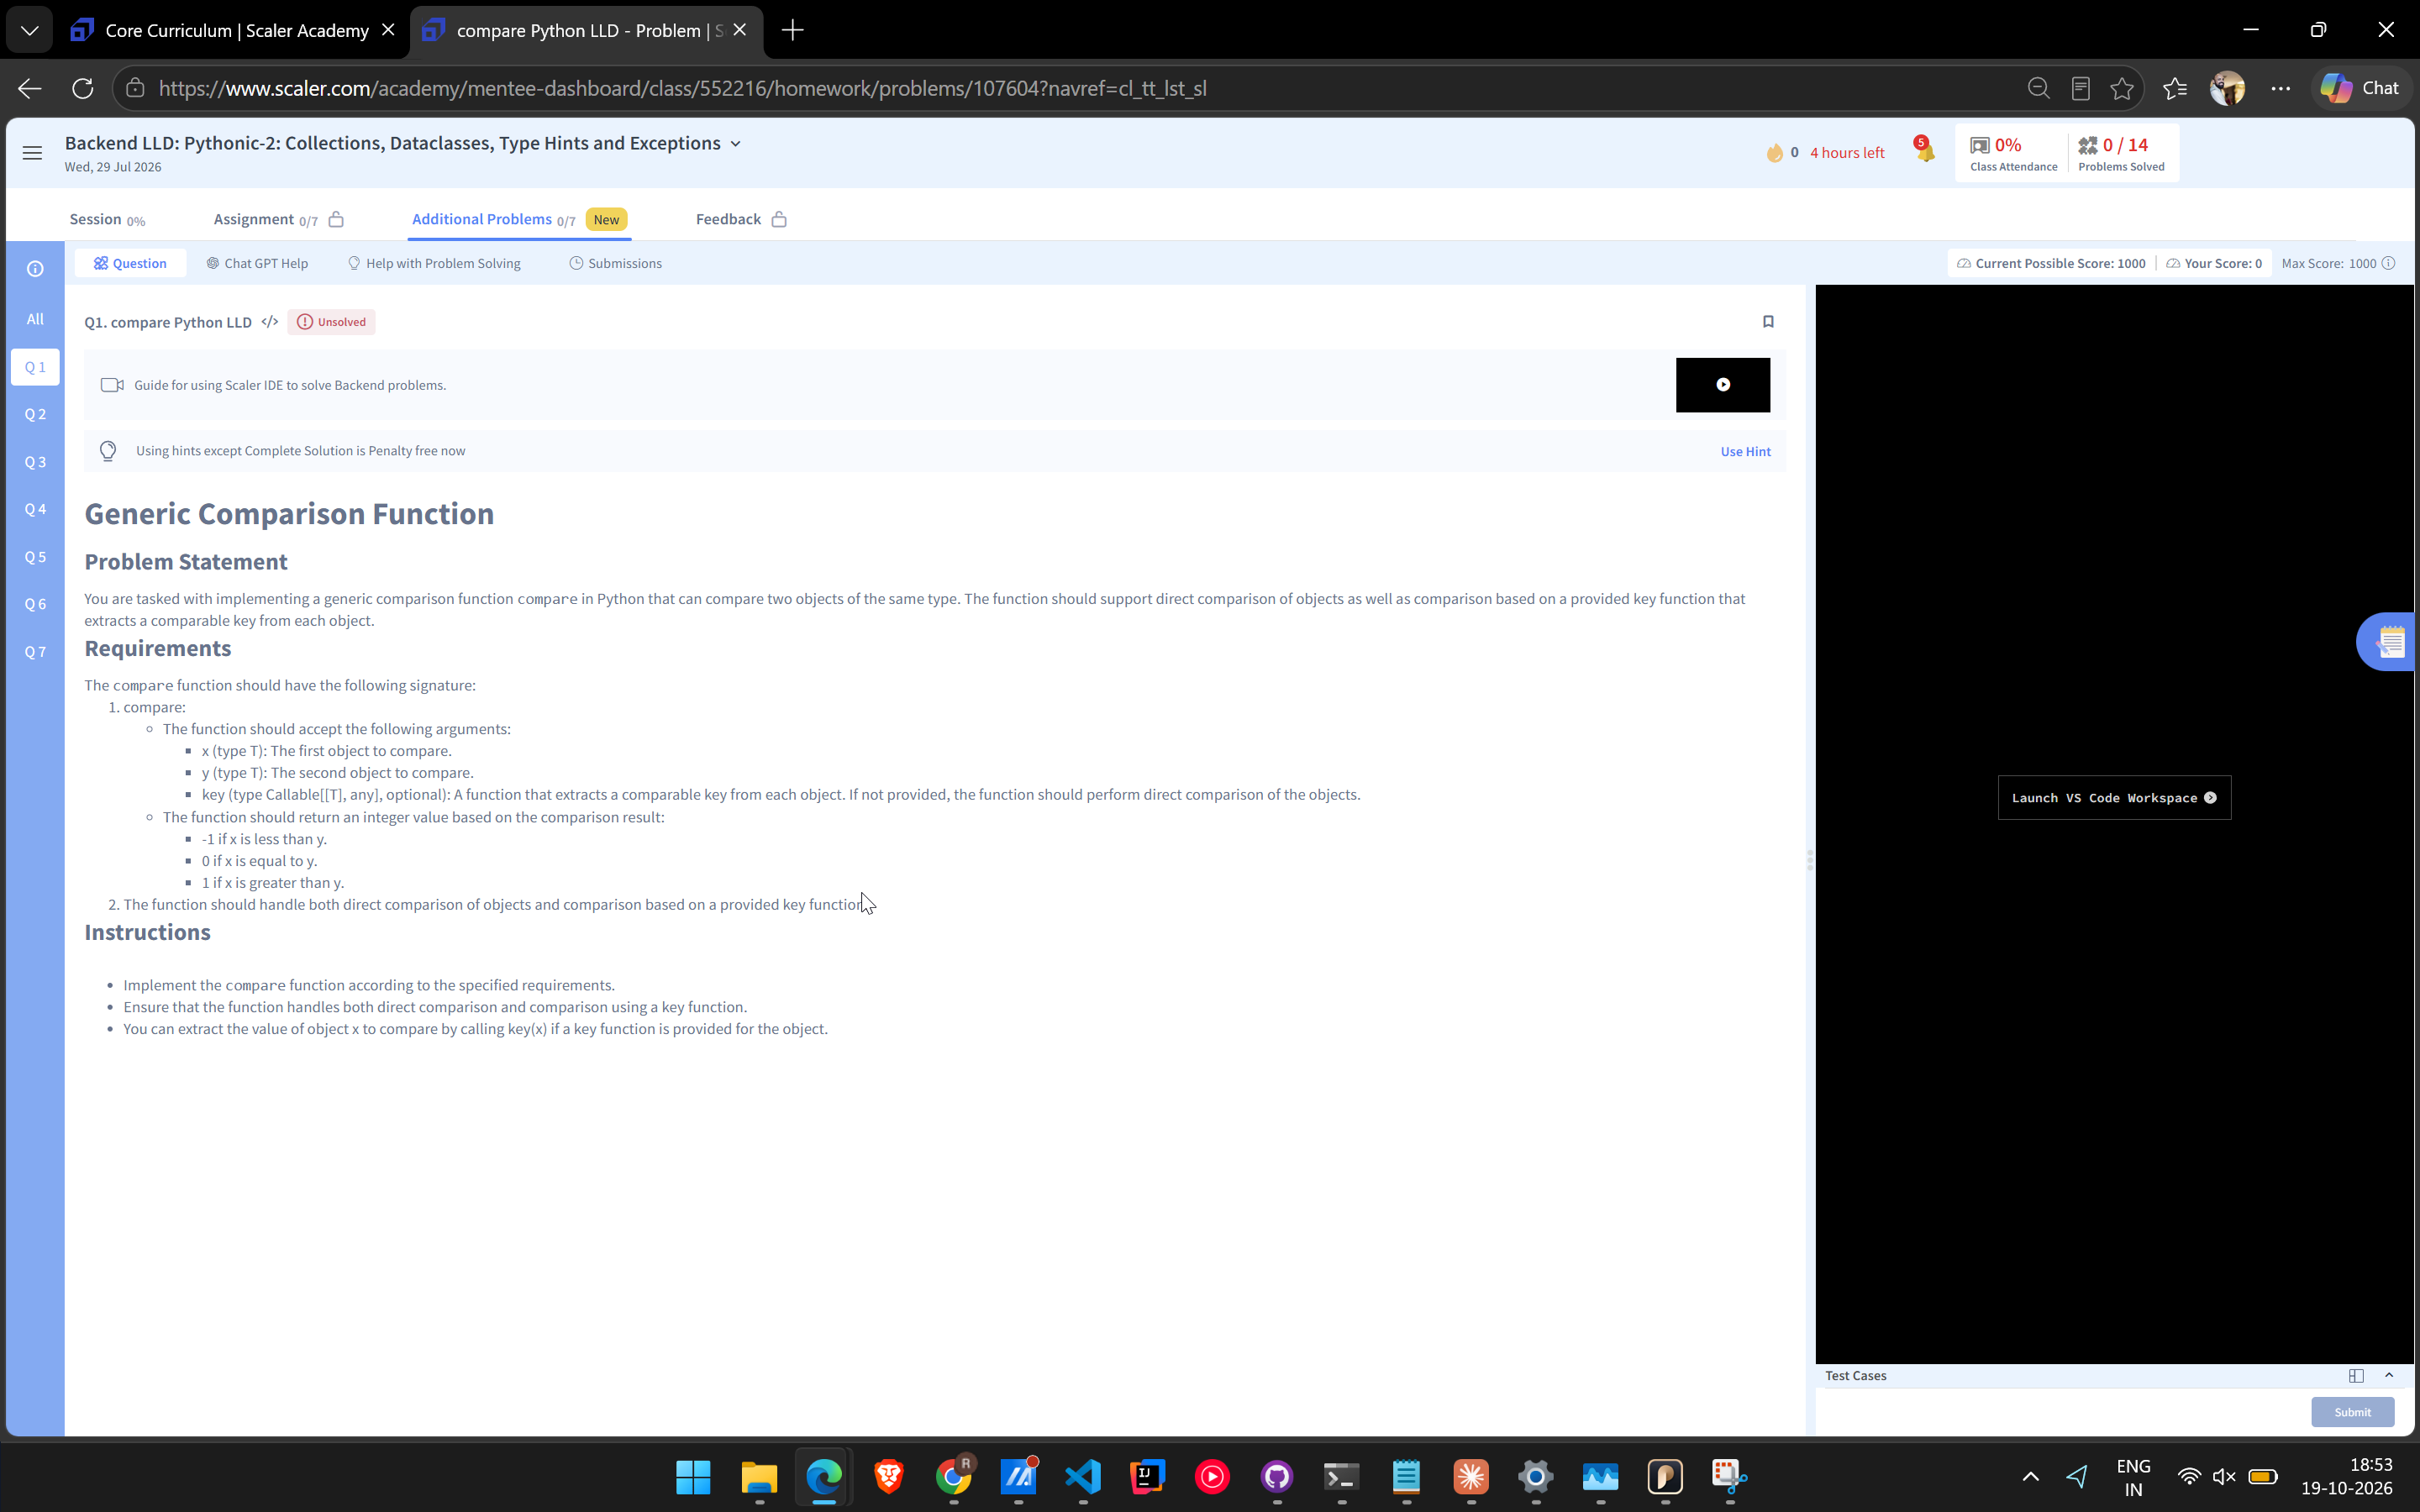 Core Curriculum | Scaler Academy
compare Python LLD - Problem | S
https://www.scaler.com/academy/mentee-dashboard/class/552216/homework/problems/107604?navref=cl_tt_lst_sl
Chat
Backend LLD: Pythonic-2: Collections, Dataclasses, Type Hints and Exceptions
Wed, 29 Jul 2026
0 4 hours left
5
0%
Class Attendance
0 / 14
Problems Solved
Session 0%
Assignment 0/7
Additional Problems 0/7 New
Feedback
Question
Chat GPT Help
Help with Problem Solving
Submissions
Current Possible Score: 1000
Your Score: 0
Max Score: 1000
All
Q 1
Q 2
Q 3
Q 4
Q 5
Q 6
Q 7
Q1. compare Python LLD </> Unsolved
Guide for using Scaler IDE to solve Backend problems.
Using hints except Complete Solution is Penalty free now
Use Hint
Generic Comparison Function
Problem Statement
You are tasked with implementing a generic comparison function compare in Python that can compare two objects of the same type. The function should support direct comparison of objects as well as comparison based on a provided key function that
extracts a comparable key from each object.
Requirements
The compare function should have the following signature:
1. compare:
The function should accept the following arguments:
x (type T): The first object to compare.
y (type T): The second object to compare.
key (type Callable[[T], any], optional): A function that extracts a comparable key from each object. If not provided, the function should perform direct comparison of the objects.
The function should return an integer value based on the comparison result:
-1 if x is less than y.
0 if x is equal to y.
1 if x is greater than y.
2. The function should handle both direct comparison of objects and comparison based on a provided key function
Instructions
Implement the compare function according to the specified requirements.
Ensure that the function handles both direct comparison and comparison using a key function.
You can extract the value of object x to compare by calling key(x) if a key function is provided for the object.
Launch VS Code Workspace
Test Cases
Submit
R
IJ
ENG
IN
18:53
19-10-2026